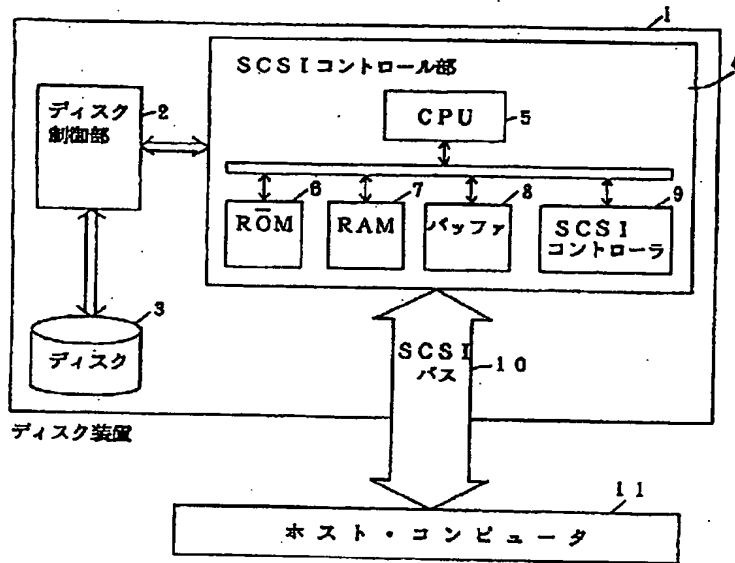 1
SCSIコントロール部
4
ディスク
制御部
2
CPU
5
6
7
8
9
ROM
RAM
バッファ
SCSI
コントローラ
3
ディスク
SCSI
バス
10
ディスク装置
11
ホスト・コンピュータ